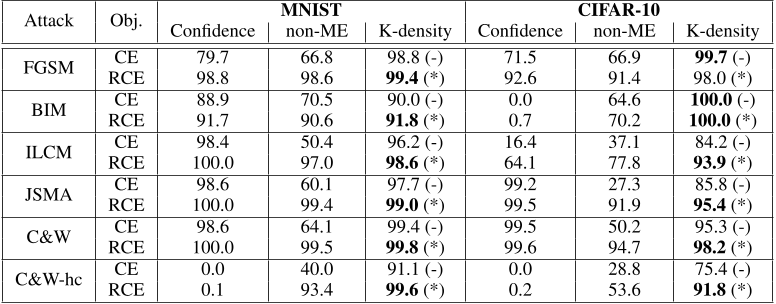 Attack Obj. MNIST CIFAR-10
Confidence non-ME K-density Confidence non-ME K-density
FGSM CE 79.7 66.8 98.8 (-) 71.5 66.9 99.7 (-)
RCE 98.8 98.6 99.4 (*) 92.6 91.4 98.0 (*)
BIM CE 88.9 70.5 90.0 (-) 0.0 64.6 100.0 (-)
RCE 91.7 90.6 91.8 (*) 0.7 70.2 100.0 (*)
ILCM CE 98.4 50.4 96.2 (-) 16.4 37.1 84.2 (-)
RCE 100.0 97.0 98.6 (*) 64.1 77.8 93.9 (*)
JSMA CE 98.6 60.1 97.7 (-) 99.2 27.3 85.8 (-)
RCE 100.0 99.4 99.0 (*) 99.5 91.9 95.4 (*)
C&W CE 98.6 64.1 99.4 (-) 99.5 50.2 95.3 (-)
RCE 100.0 99.5 99.8 (*) 99.6 94.7 98.2 (*)
C&W-hc CE 0.0 40.0 91.1 (-) 0.0 28.8 75.4 (-)
RCE 0.1 93.4 99.6 (*) 0.2 53.6 91.8 (*)